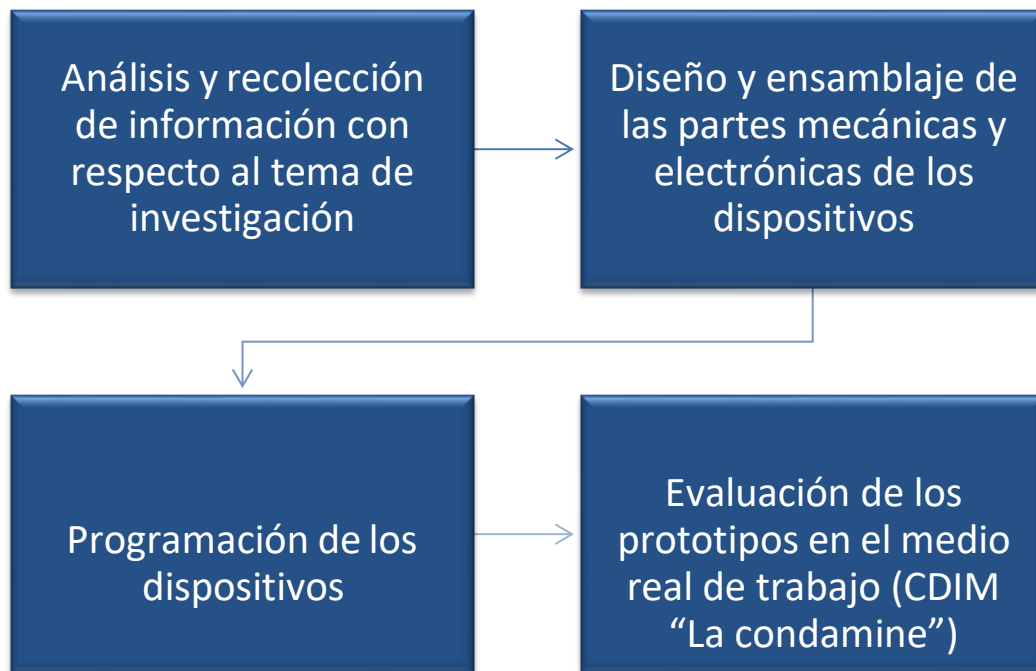 Análisis y recolección
de información con
respecto al tema de
investigación
Diseño y ensamblaje de
las partes mecánicas y
electrónicas de los
dispositivos
Programación de los
dispositivos
Evaluación de los
prototipos en el medio
real de trabajo (CDIM
“La condamine”)